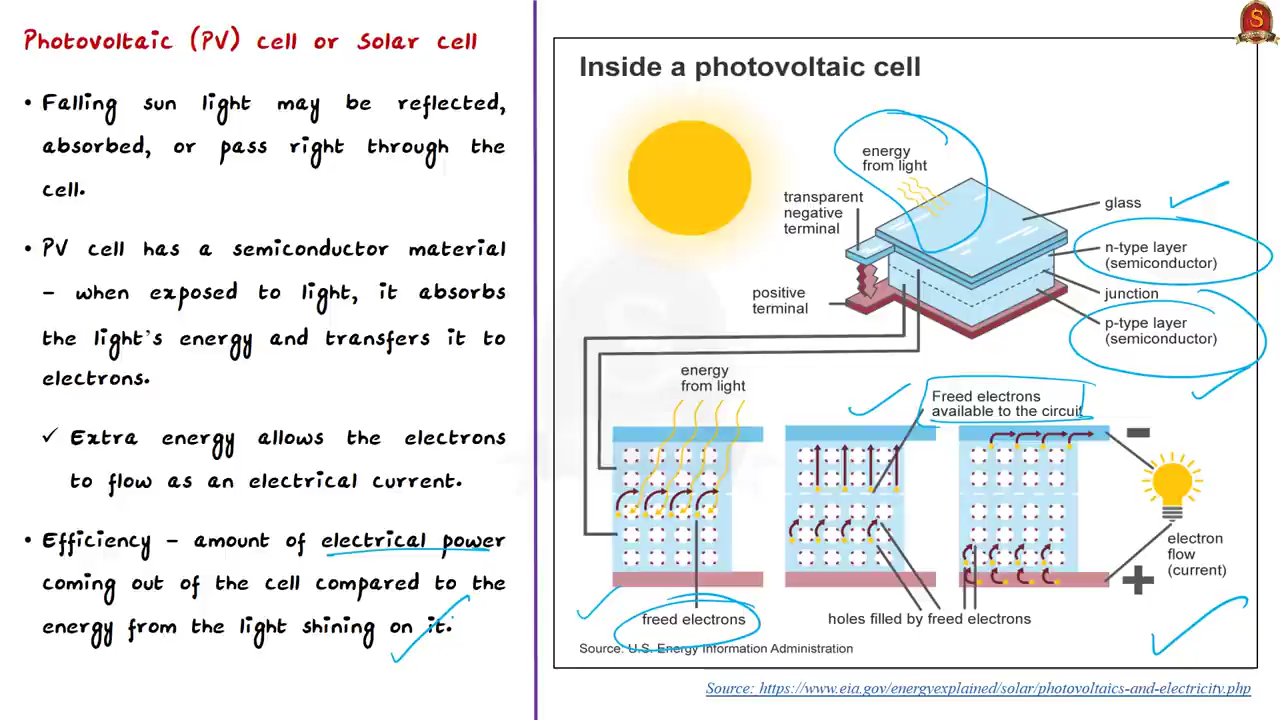 Photovoltaic (PV) cell or Solar cell
• Falling sun light may be reflected,
absorbed, or pass right through the
cell.
• PV cell has a semiconductor material
– when exposed to light, it absorbs
the light's energy and transfers it to
electrons.
✓ Extra energy allows the electrons
to flow as an electrical current.
• Efficiency – amount of electrical power
coming out of the cell compared to the
energy from the light shining on it.
Inside a photovoltaic cell
energy
from light
transparent
negative
terminal
glass
n-type layer
(semiconductor)
positive
terminal
junction
p-type layer
(semiconductor)
energy
from light
Freed electrons
available to the circuit
–
electron
flow
(current)
+
freed electrons
holes filled by freed electrons
Source: U.S. Energy Information Administration
Source: https://www.eia.gov/energyexplained/solar/photovoltaics-and-electricity.php